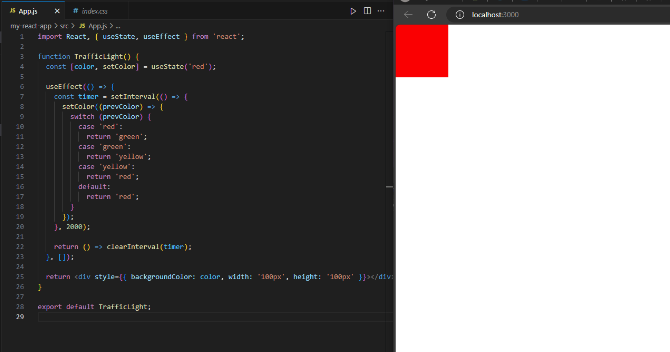 App.js
index.css
my-react-app > src > App.js > ...
localhost:3000
1 import React, { useState, useEffect } from 'react';
2
3 function TrafficLight() {
4 const [color, setColor] = useState('red');
5
6 useEffect(() => {
7 const timer = setInterval(() => {
8 setColor((prevColor) => {
9 switch (prevColor) {
10 case 'red':
11 return 'green';
12 case 'green':
13 return 'yellow';
14 case 'yellow':
15 return 'red';
16 default:
17 return 'red';
18 }
19 });
20 }, 2000);
21
22 return () => clearInterval(timer);
23 }, []);
24
25 return <div style={{ backgroundColor: color, width: '100px', height: '100px' }}></div>
26 }
27
28 export default TrafficLight;
29